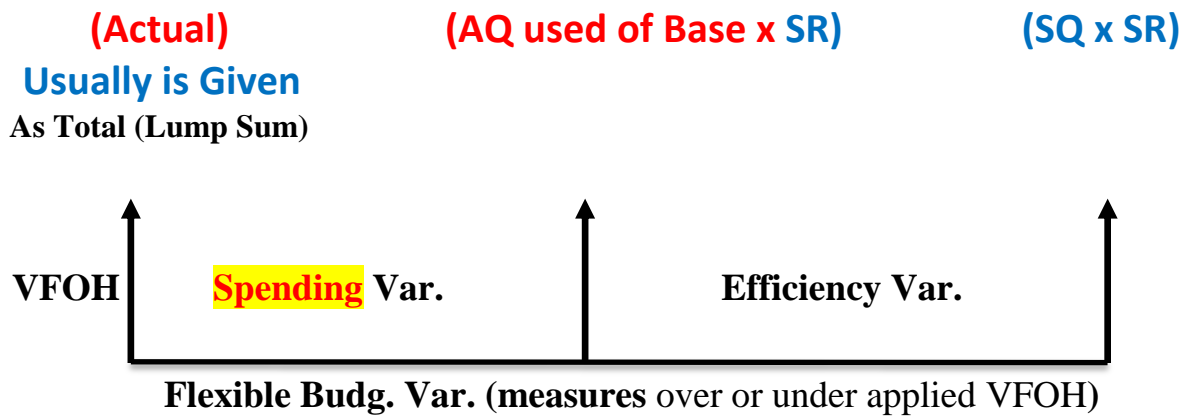 (Actual) (AQ used of Base x SR) (SQ x SR)
Usually is Given
As Total (Lump Sum)
VFOH Spending Var. Efficiency Var.
Flexible Budg. Var. (measures over or under applied VFOH)